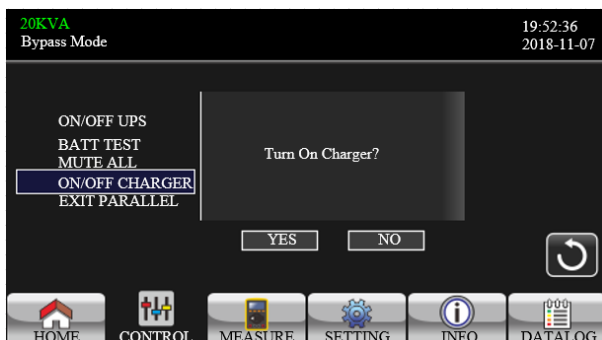 20KVA
Bypass Mode
19:52:36
2018-11-07
ON/OFF UPS
BATT TEST
MUTE ALL
ON/OFF CHARGER
EXIT PARALLEL
Turn On Charger?
YES NO
HOME CONTROL MEASURE SETTING INFO DATALOG